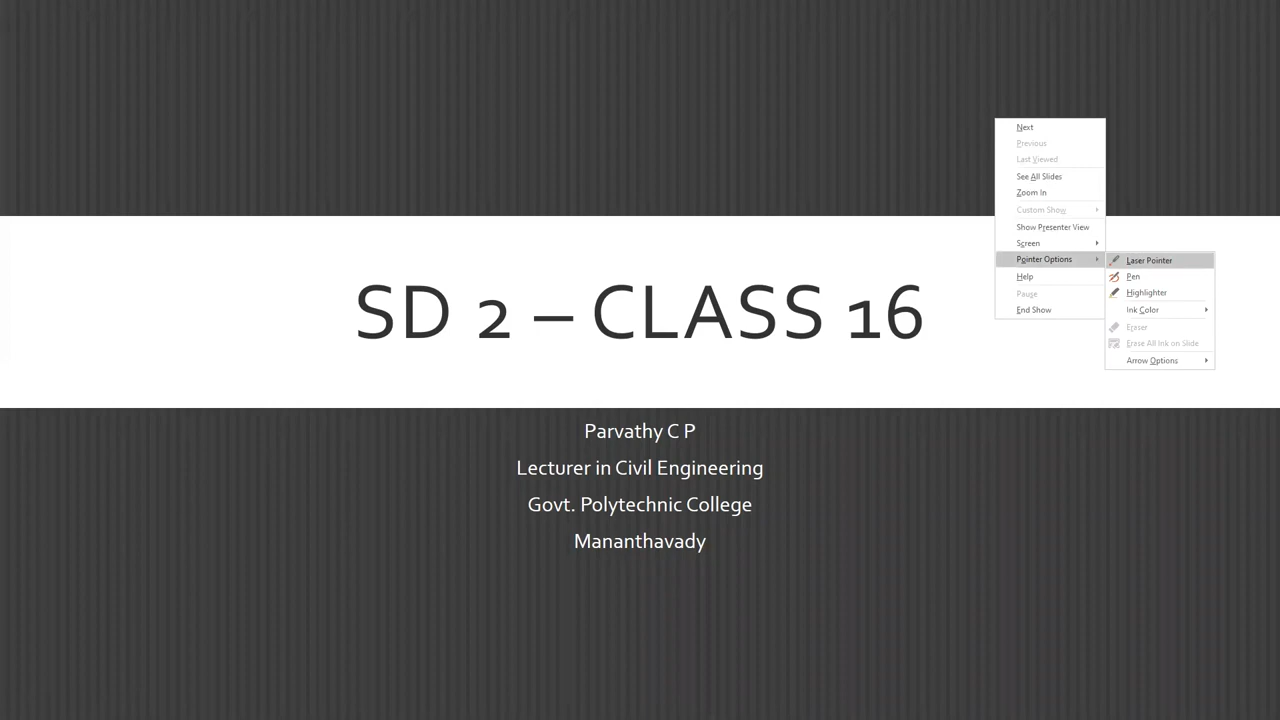 SD 2 – CLASS 16
Parvathy C P
Lecturer in Civil Engineering
Govt. Polytechnic College
Mananthavady
Next
Previous
Last Viewed
See All Slides
Zoom In
Custom Show
Show Presenter View
Screen
Pointer Options
Help
Pause
End Show
Laser Pointer
Pen
Highlighter
Ink Color
Eraser
Erase All Ink on Slide
Arrow Options